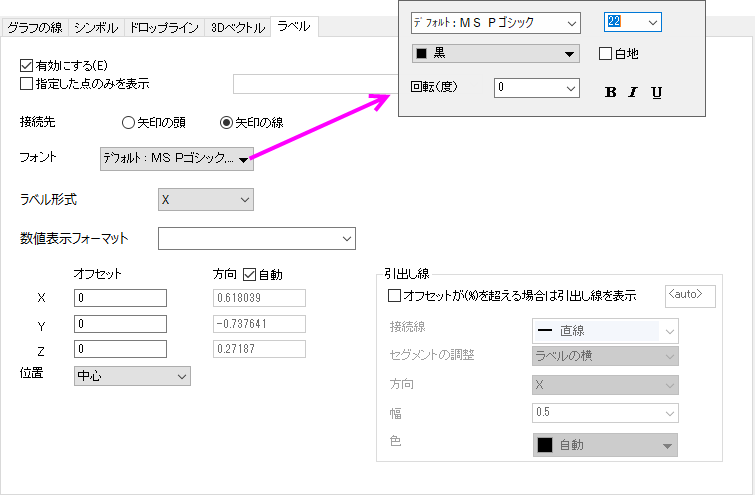 グラフの線 シンボル ドロップライン 3Dベクトル ラベル
有効にする(E)
指定した点のみを表示
接続先 矢印の頭 矢印の線
フォント デフォルト：MS Pゴシック,...
ラベル形式 X
数値表示フォーマット
オフセット 方向 自動
X 0 0.618039
Y 0 -0.737641
Z 0 0.27187
位置 中心
デフォルト：MS Pゴシック 22
黒 白地
回転(度) 0 B I U
引出し線
オフセットが(%)を超える場合は引出し線を表示 <auto>
接続線 直線
セグメントの調整 ラベルの横
方向 X
幅 0.5
色 自動